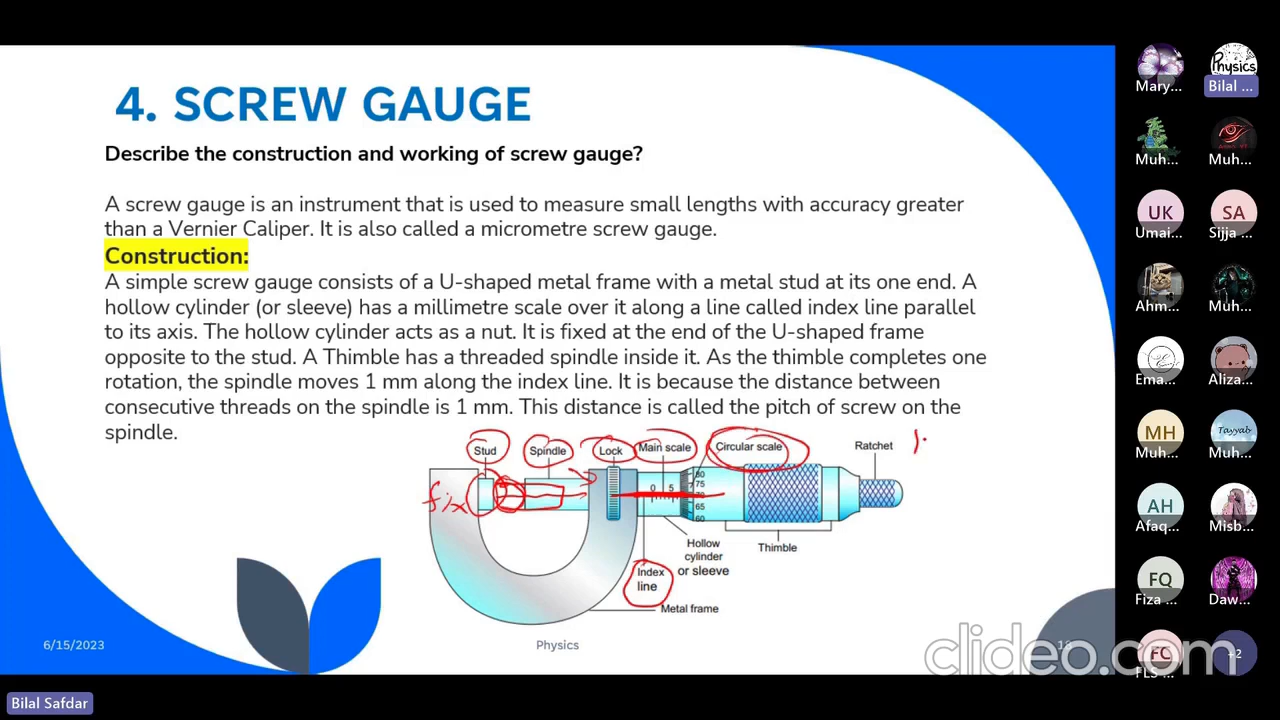 4. SCREW GAUGE
Describe the construction and working of screw gauge?
A screw gauge is an instrument that is used to measure small lengths with accuracy greater
than a Vernier Caliper. It is also called a micrometre screw gauge.
Construction:
A simple screw gauge consists of a U-shaped metal frame with a metal stud at its one end. A
hollow cylinder (or sleeve) has a millimetre scale over it along a line called index line parallel
to its axis. The hollow cylinder acts as a nut. It is fixed at the end of the U-shaped frame
opposite to the stud. A Thimble has a threaded spindle inside it. As the thimble completes one
rotation, the spindle moves 1 mm along the index line. It is because the distance between
consecutive threads on the spindle is 1 mm. This distance is called the pitch of screw on the
spindle.
Stud Spindle Lock Main scale Circular scale Ratchet
fix
0 5
80
75
70
65
60
Hollow
cylinder
or sleeve
Thimble
Index
line
Metal frame
6/15/2023 Physics 18
clideo.com
Bilal Safdar
Mary... Bilal ...
Physics
Muh... Muh...
UK SA
Umai... Sijja ...
Ahm... Muh...
Ema... Aliza...
MH Tayyab
Muh... Muh...
AH
Afaq... Misb...
FQ
Fiza ... Daw...
FC +2
FLS ...